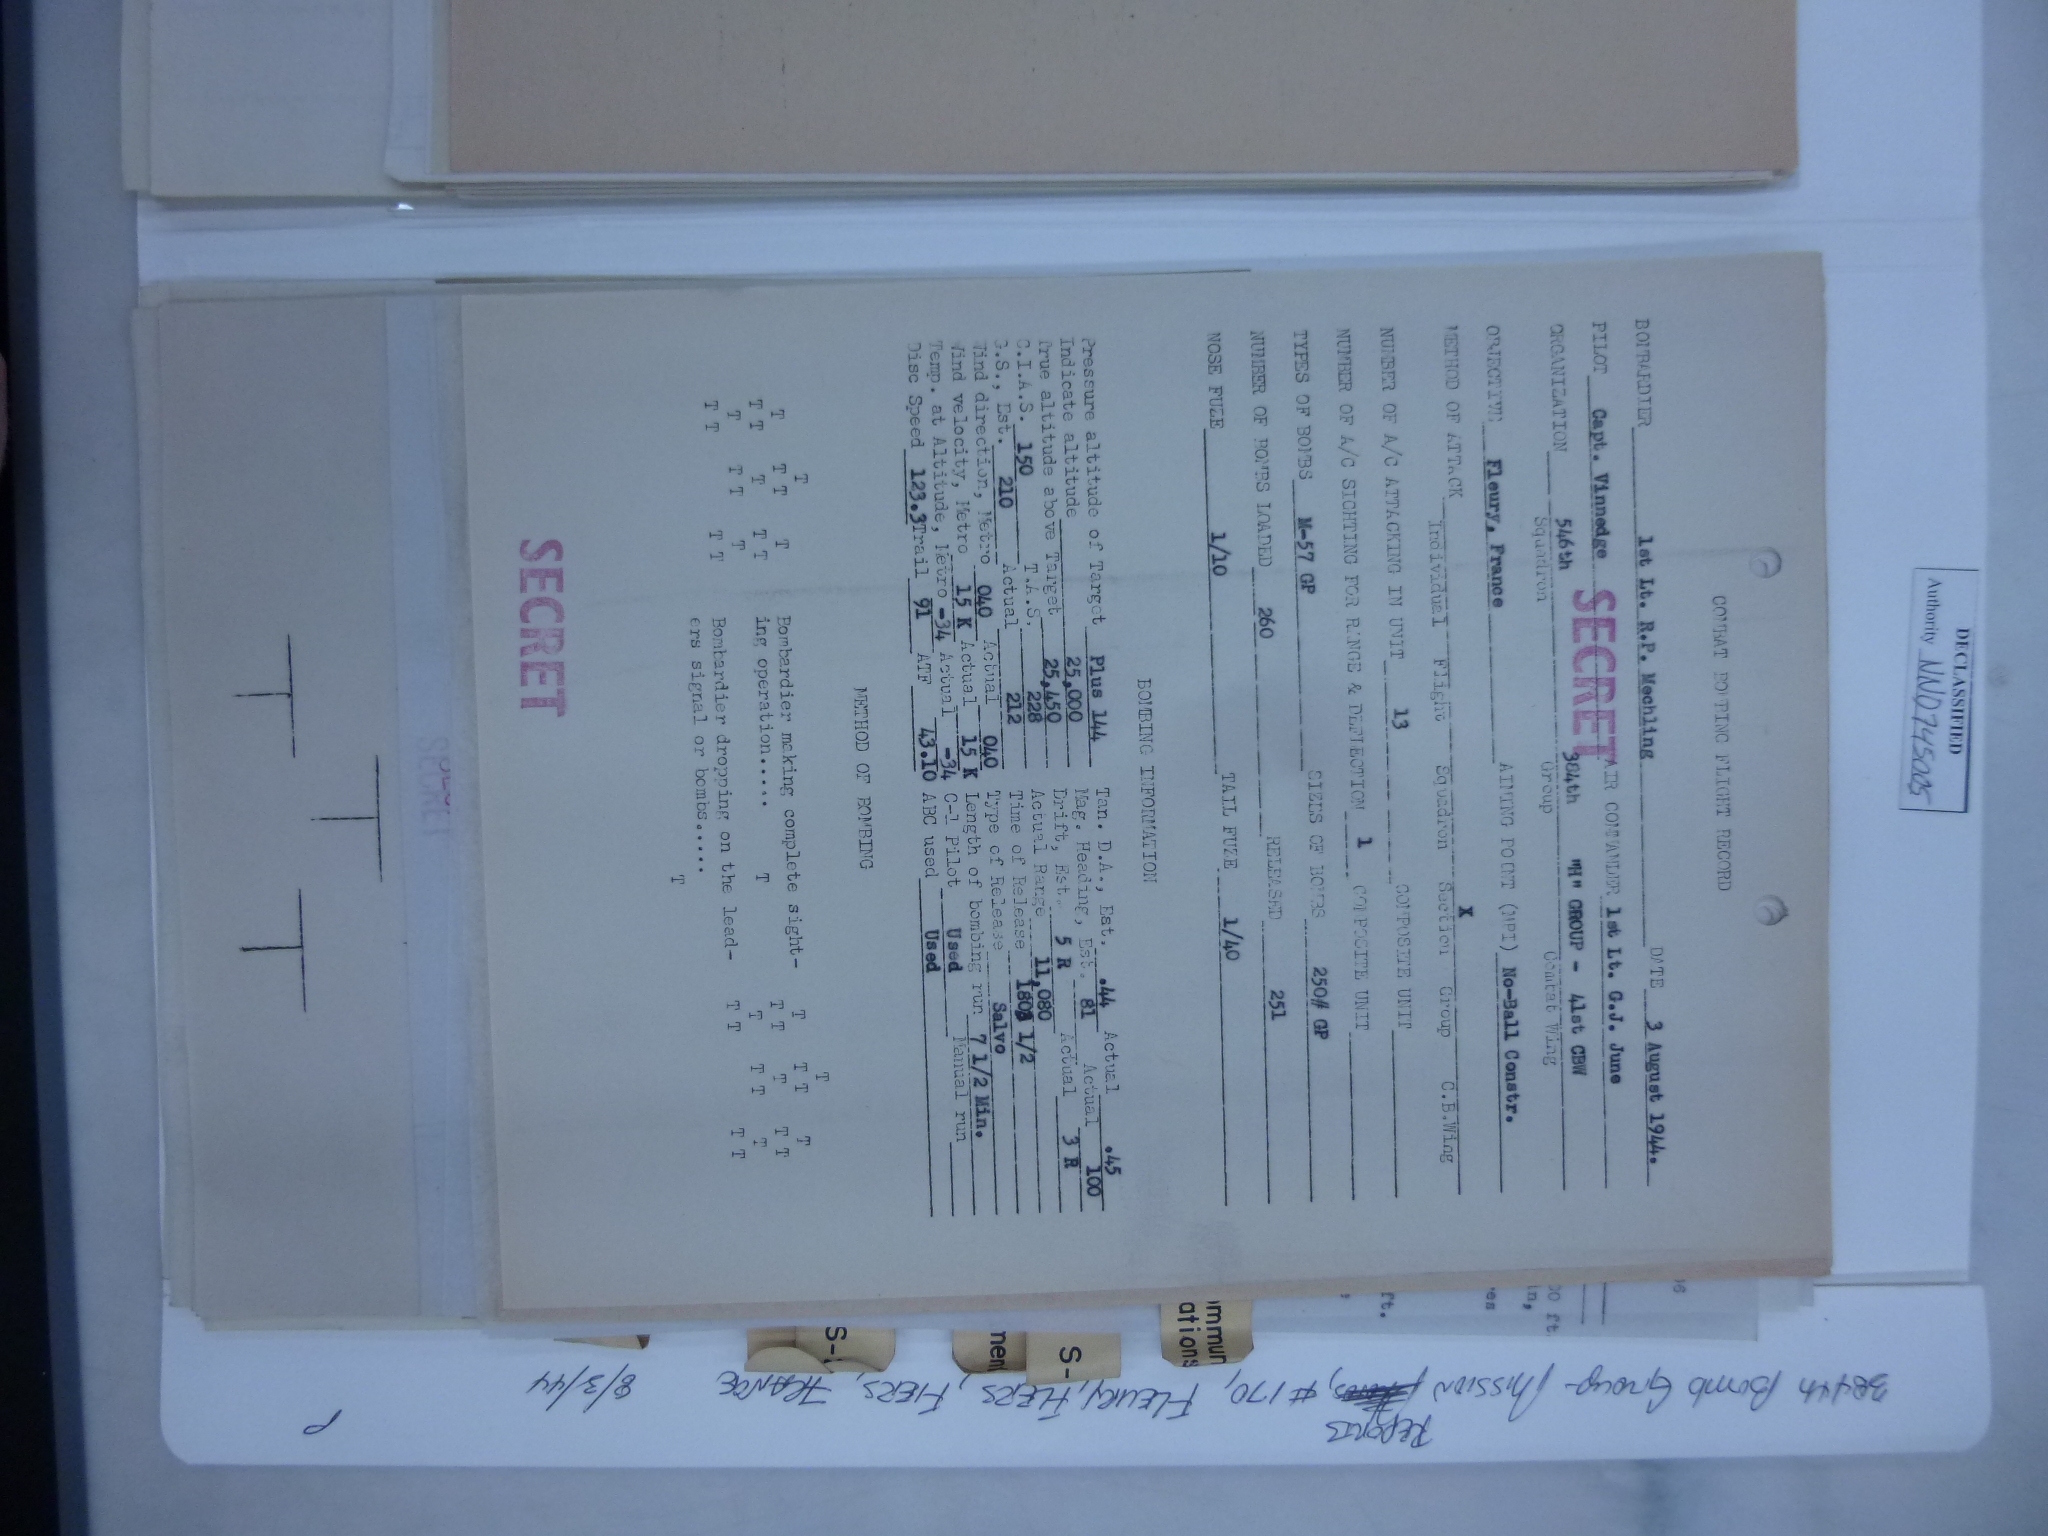 DECLASSIFIED
Authority NND745005
COMBAT BOMBING FLIGHT RECORD
BOMBARDIER 1st Lt. R.P. Mechling DATE 3 August 1944.
PILOT Capt. Vinnedge AIR COMMANDER 1st Lt. G.J. June
SECRET
ORGANIZATION 546th 384th "H" GROUP - 41st CBW
Squadron Group Combat Wing
OBJECTIVE Fleury, France AIMING POINT (MPI) No-Ball Constr.
X
METHOD OF ATTACK Individual Flight Squadron Section Group C.B.Wing
NUMBER OF A/C ATTACKING IN UNIT 13 COMPOSITE UNIT
NUMBER OF A/C SIGHTING FOR RANGE & DEFLECTION 1 COMPOSITE UNIT
TYPES OF BOMBS M-57 GP SIZES OF BOMBS 250# GP
NUMBER OF BOMBS LOADED 260 RELEASED 251
NOSE FUZE 1/10 TAIL FUZE 1/40
BOMBING INFORMATION
Pressure altitude of Target Plus 144 Tan. D.A., Est. .44 Actual .45
Indicate altitude 25,000 Mag. Heading, Est. 81 Actual 100
True altitude above Target 25,450 Drift, Est. 5 R Actual 3 R
C.I.A.S. 150 T.A.S. 228 Actual Range 11,080
G.S., Est. 210 Actual 212 Time of Release 1808 1/2
Wind direction, Metro 040 Actual 040 Type of Release Salvo
Wind velocity, Metro 15 K Actual 15 K Length of bombing run 7 1/2 Min.
Temp. at Altitude, Metro -34 Actual -34 C-1 Pilot Used Manual run
Disc Speed 123.3 Trail 91 ATF 43.10 ABC used Used
METHOD OF BOMBING
T T
T T T T Bombardier making complete sight- T T T
T T T T T ing operation..... T T T T T T
T T T T Bombardier dropping on the lead- T T T T T
T T T T ers signal or bombs..... T T
T
SECRET
SECRET
ft.
20 ft.
in,
es
mmun
ations
S-
men
S-
Reports
384th Bomb Group - Mission #170, Fleury, FLERS, FIERS, FRANCE 8/3/44
P